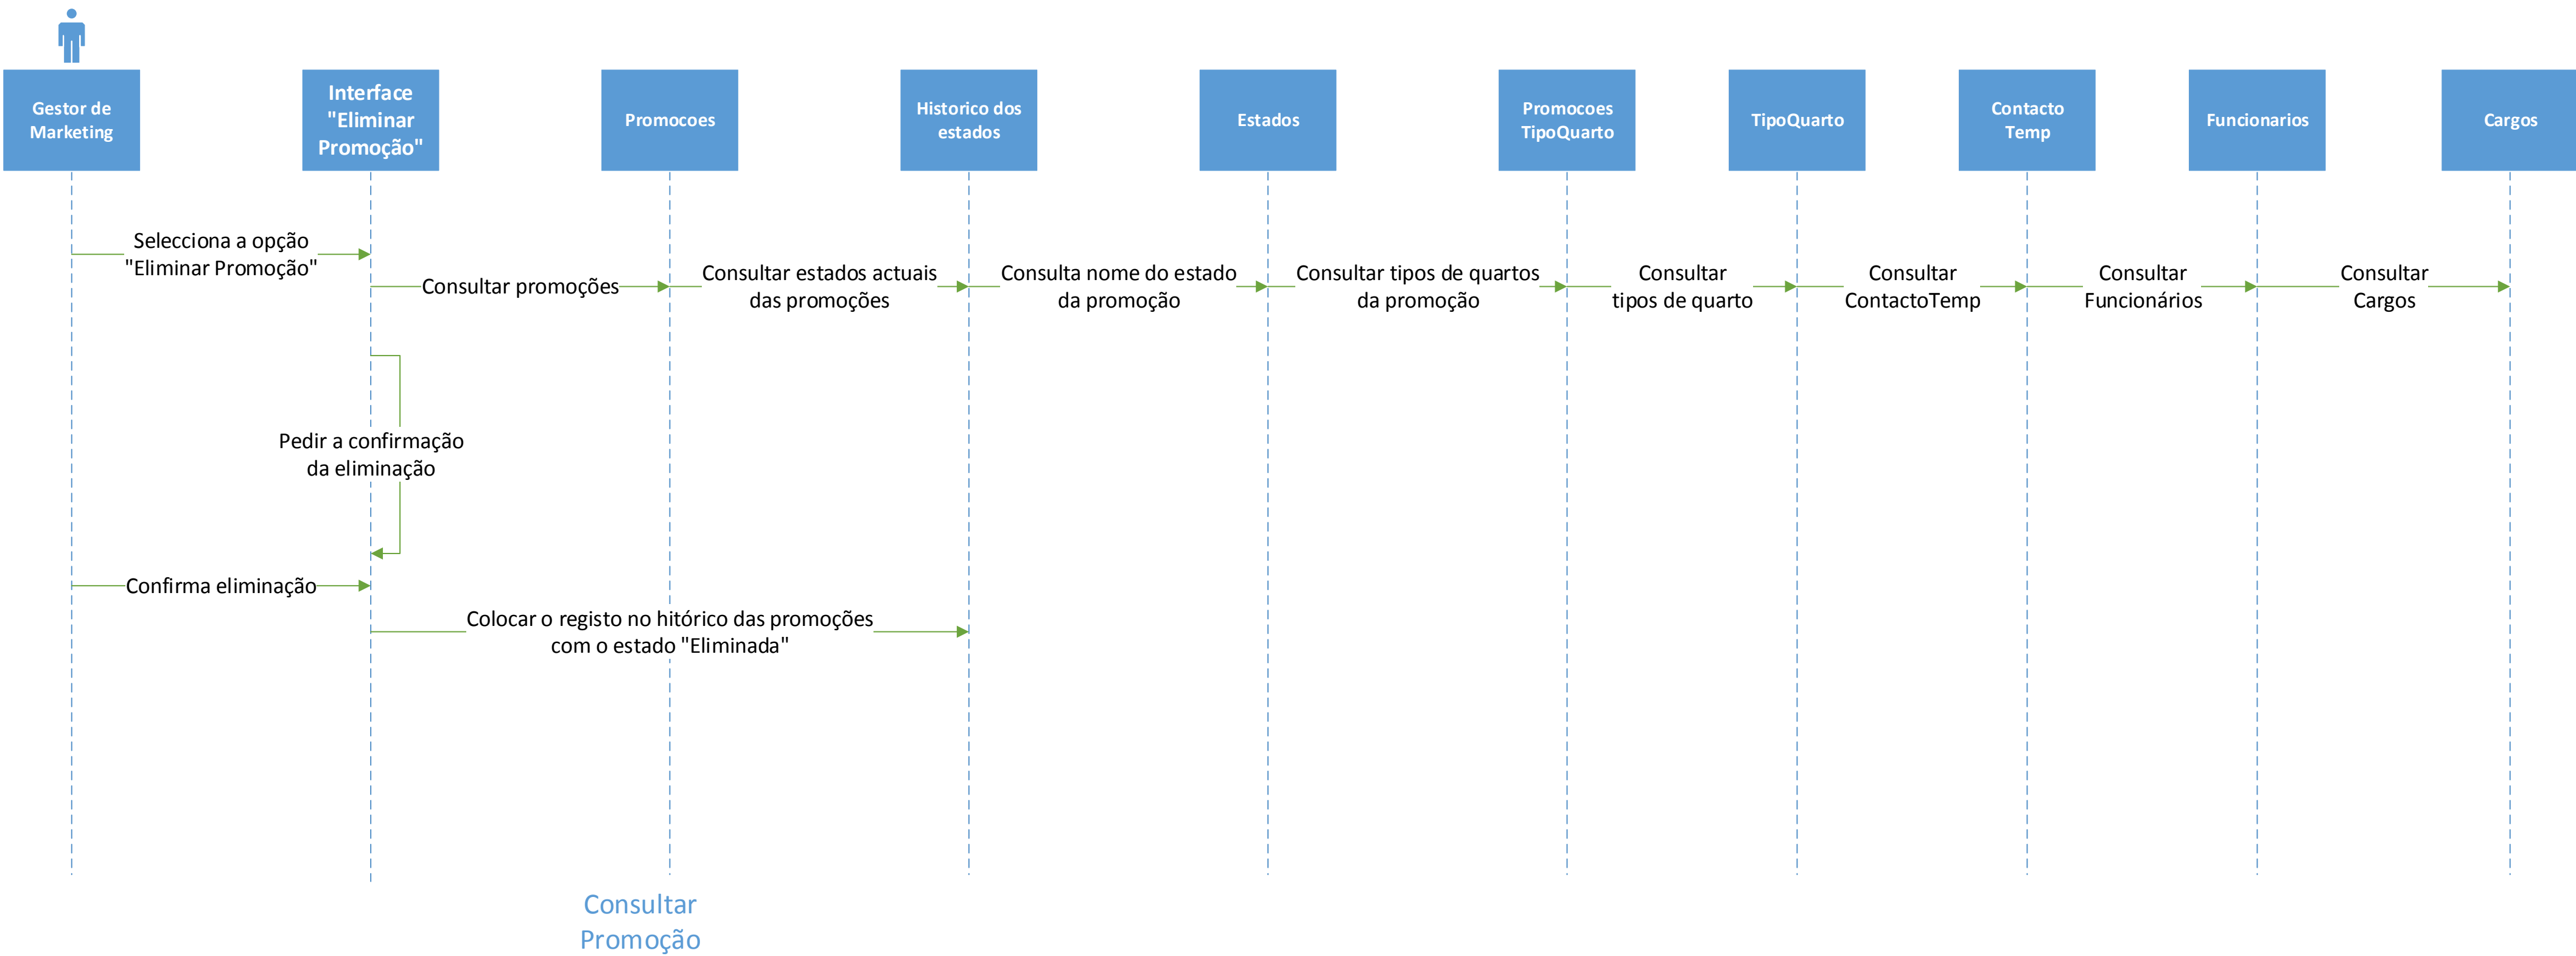 Gestor de
Marketing
Interface
"Eliminar
Promoção"
Promocoes
Historico dos
estados
Estados
Promocoes
TipoQuarto
TipoQuarto
Contacto
Temp
Funcionarios
Cargos
Selecciona a opção
"Eliminar Promoção"
Consultar promoções
Consultar estados actuais
das promoções
Consulta nome do estado
da promoção
Consultar tipos de quartos
da promoção
Consultar
tipos de quarto
Consultar
ContactoTemp
Consultar
Funcionários
Consultar
Cargos
Pedir a confirmação
da eliminação
Confirma eliminação
Colocar o registo no hitórico das promoções
com o estado "Eliminada"
Consultar
Promoção